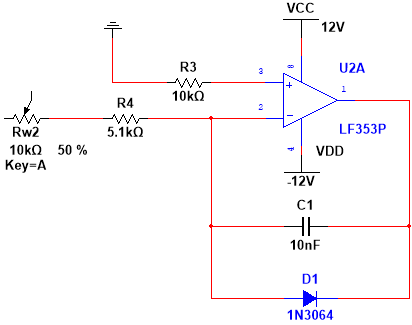 VCC
12V
R3
10kΩ
3
8
U2A
1
+
R4
5.1kΩ
2
−
LF353P
Rw2
10kΩ 50 %
Key=A
4
VDD
-12V
C1
10nF
D1
1N3064